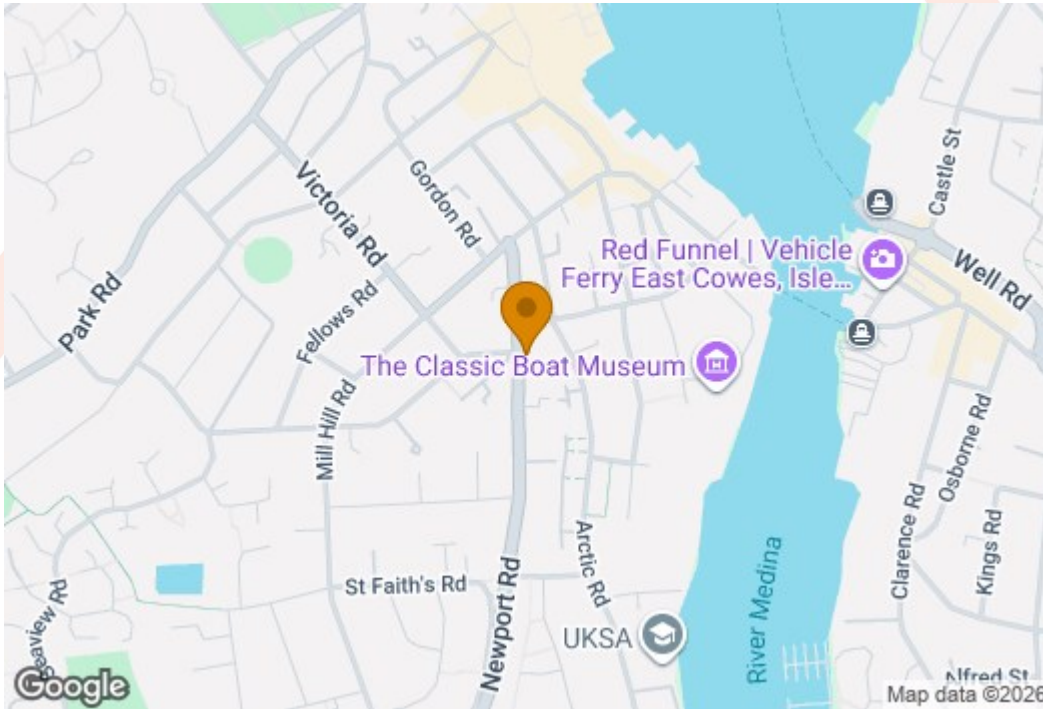 Castle St
Victoria Rd
Gordon Rd
Red Funnel | Vehicle
Ferry East Cowes, Isle...
Well Rd
Park Rd
Fellows Rd
The Classic Boat Museum
Mill Hill Rd
Osborne Rd
Clarence Rd
Kings Rd
Arctic Rd
St Faith's Rd
Newport Rd
River Medina
UKSA
Seaview Rd
Alfred St
Google
Map data ©2026